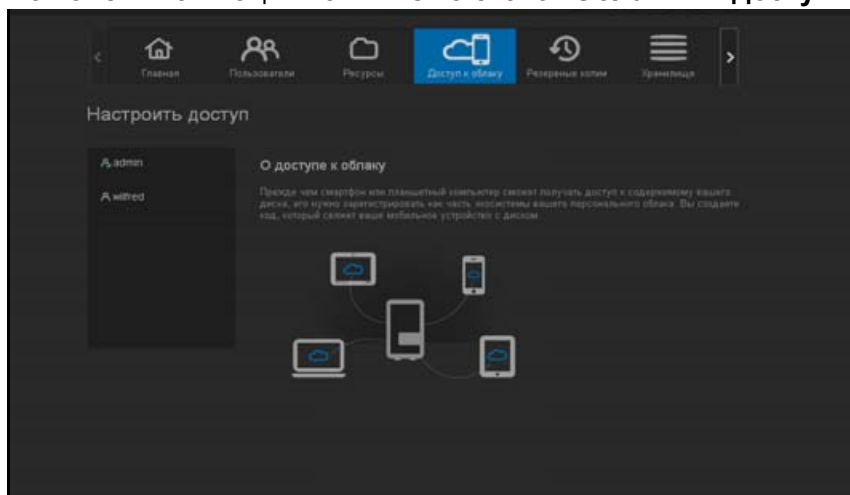 Главная
Пользователи
Ресурсы
Доступ к облаку
Резервные копии
Хранилище
Настроить доступ
admin
wilfred
О доступе к облаку
Прежде чем смартфон или планшетный компьютер сможет получать доступ к содержимому вашего
диска, его нужно зарегистрировать как часть экосистемы вашего персонального облака. Вы создаете
код, который свяжет ваше мобильное устройство с диском.